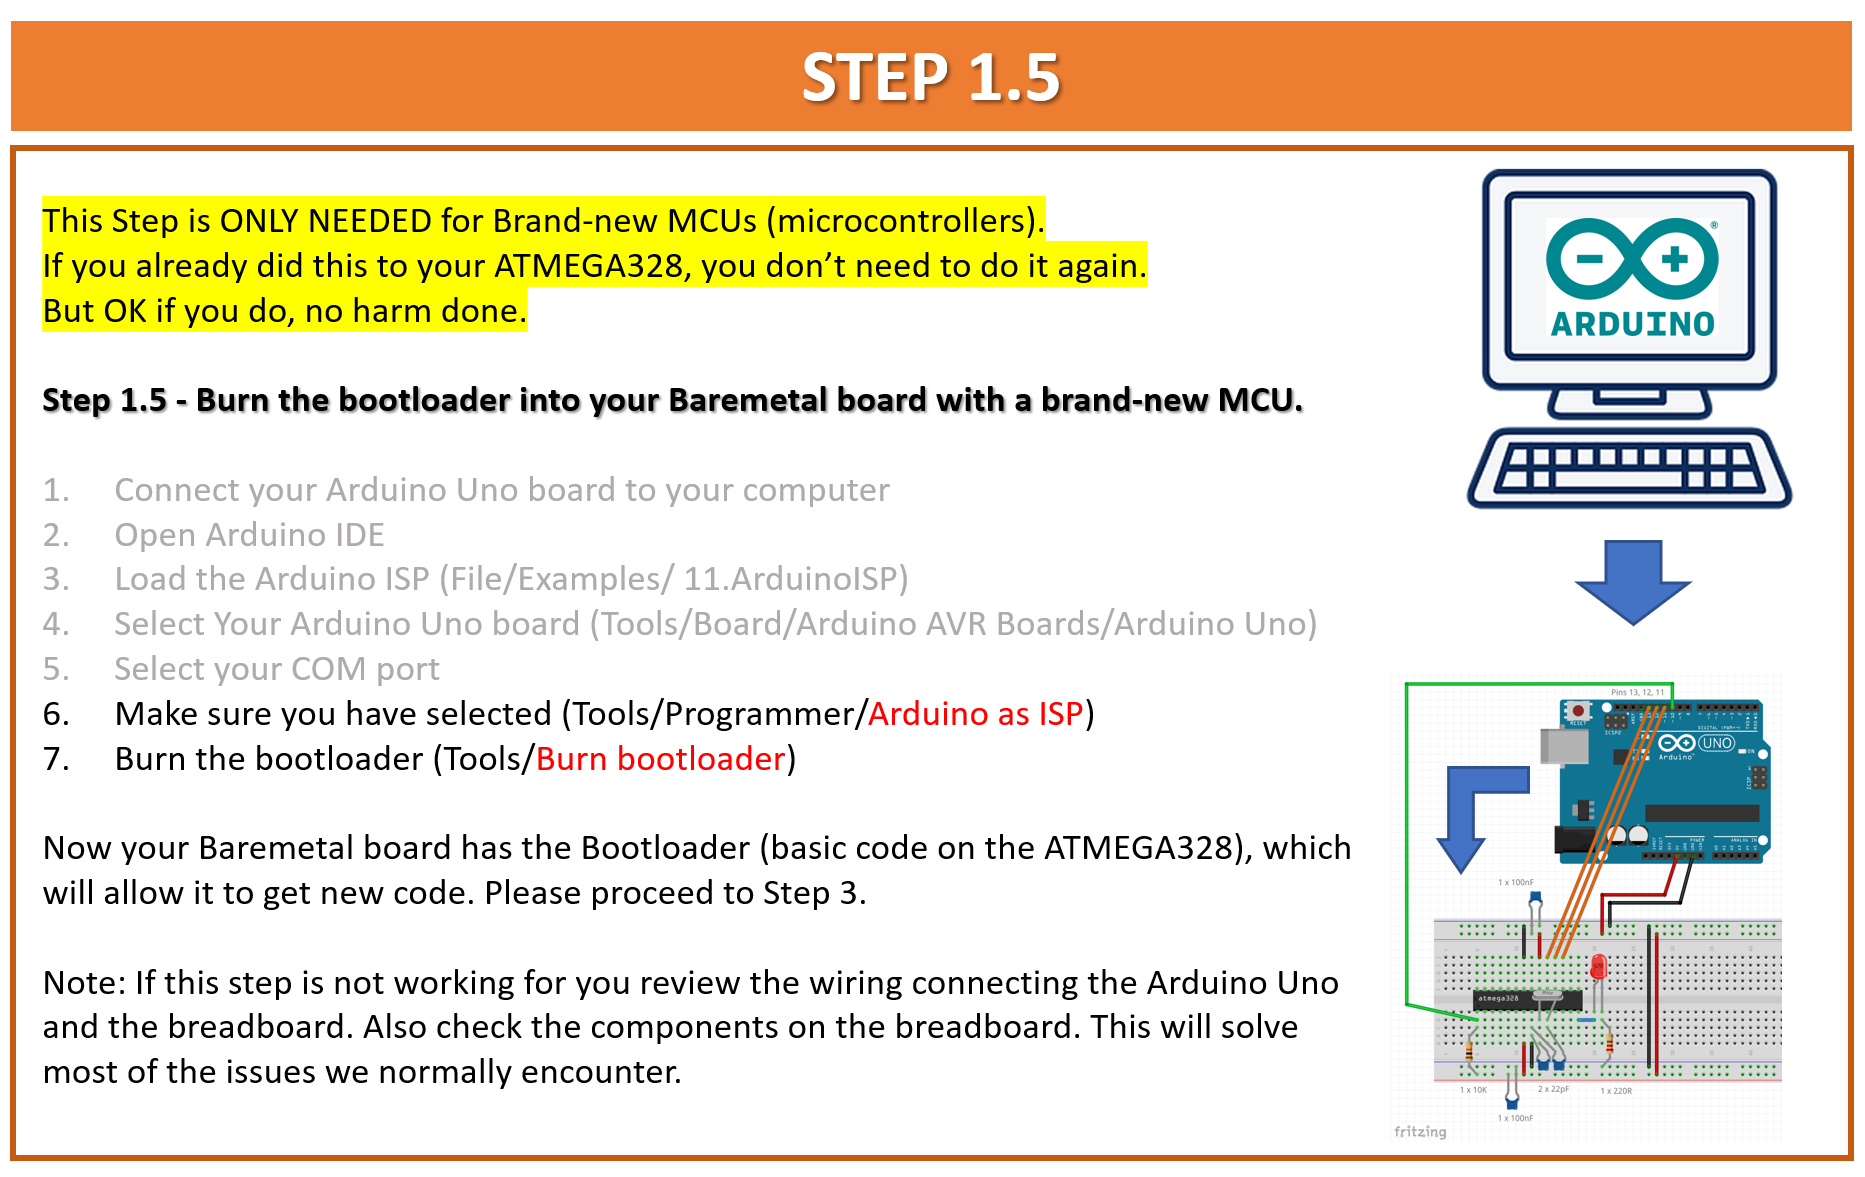 STEP 1.5
This Step is ONLY NEEDED for Brand-new MCUs (microcontrollers).
If you already did this to your ATMEGA328, you don’t need to do it again.
But OK if you do, no harm done.
Step 1.5 - Burn the bootloader into your Baremetal board with a brand-new MCU.
1. Connect your Arduino Uno board to your computer
2. Open Arduino IDE
3. Load the Arduino ISP (File/Examples/ 11.ArduinoISP)
4. Select Your Arduino Uno board (Tools/Board/Arduino AVR Boards/Arduino Uno)
5. Select your COM port
6. Make sure you have selected (Tools/Programmer/Arduino as ISP)
7. Burn the bootloader (Tools/Burn bootloader)
Now your Baremetal board has the Bootloader (basic code on the ATMEGA328), which
will allow it to get new code. Please proceed to Step 3.
Note: If this step is not working for you review the wiring connecting the Arduino Uno
and the breadboard. Also check the components on the breadboard. This will solve
most of the issues we normally encounter.
®
ARDUINO
Pins 13, 12, 11
RESET
ICSP2
DIGITAL (PWM~)
UNO
ON
Arduino
ICSP
POWER
ANALOG IN
1 x 100nF
atmega328
1 x 10K
2 x 22pF
1 x 220R
1 x 100nF
fritzing